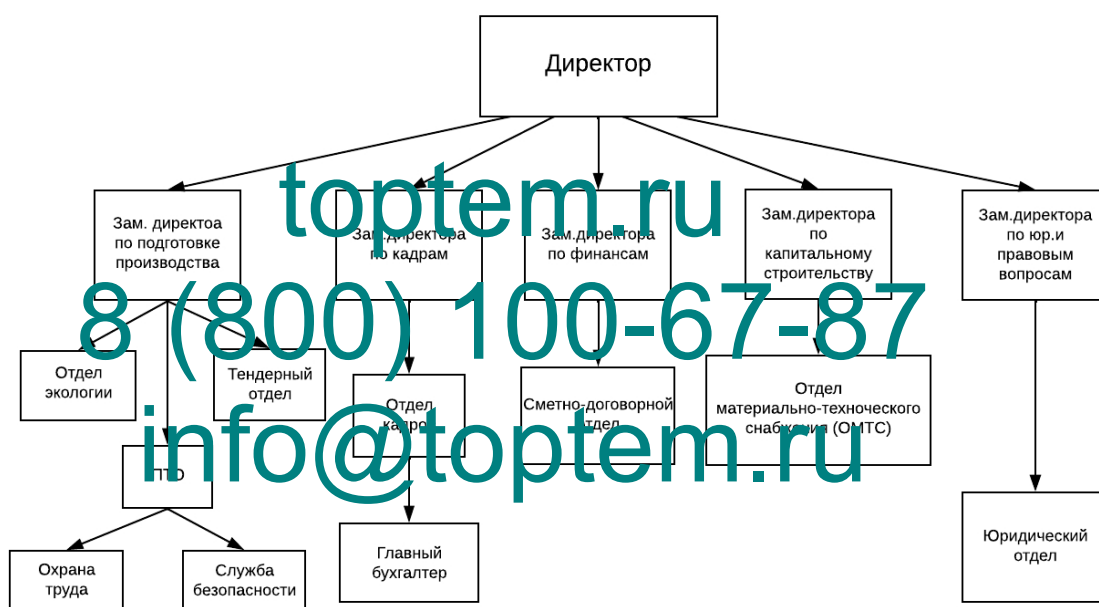 Директор
Зам. директоа
по подготовке
производства
Зам.директора
по кадрам
Зам.директора
по финансам
Зам.директора
по
капитальному
строительству
Зам.директора
по юр.и
правовым
вопросам
toptem.ru
8 (800) 100-67-87
Отдел
экологии
Тендерный
отдел
Отдел
кадров
Сметно-договорной
отдел
Отдел
материально-техноческого
снабжения (ОМТС)
info@toptem.ru
ПТО
Охрана
труда
Служба
безопасности
Главный
бухгалтер
Юридический
отдел